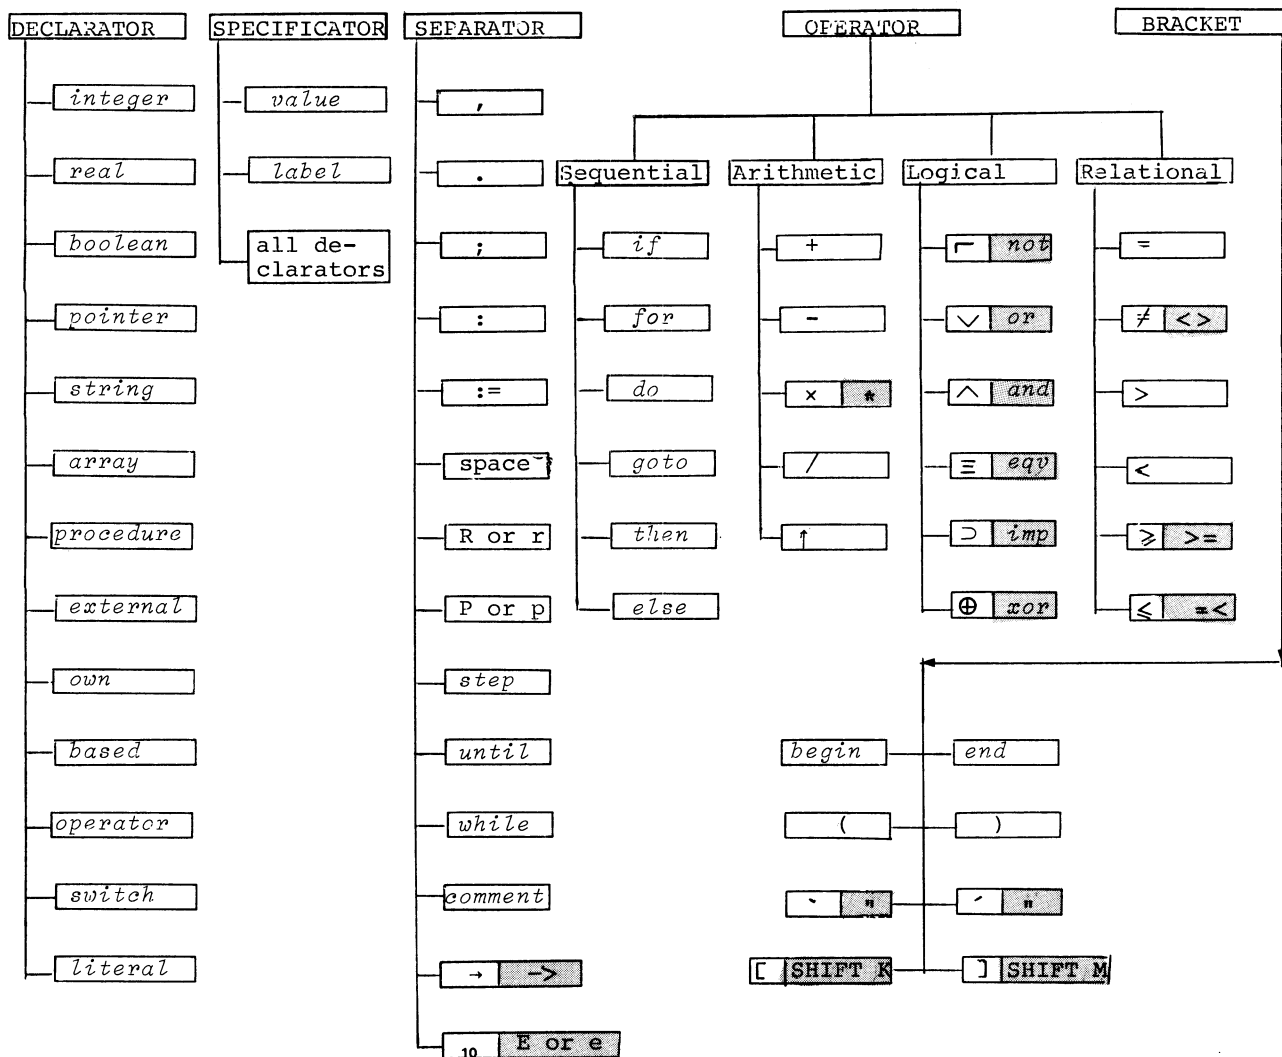 DECLARATOR
integer
real
boolean
pointer
string
array
procedure
external
own
based
operator
switch
literal
SPECIFICATOR
value
label
all de-
clarators
SEPARATOR
,
.
;
:
:=
space
R or r
P or p
step
until
while
comment
→ ->
10 E or e
OPERATOR
Sequential
if
for
do
goto
then
else
Arithmetic
+
-
× *
/
↑
Logical
⌐ not
∨ or
∧ and
≡ eqv
⊃ imp
⊕ xor
Relational
=
≠ <>
>
<
⩾ >=
⩽ =<
BRACKET
begin end
( )
` " ´ "
[ SHIFT K ] SHIFT M